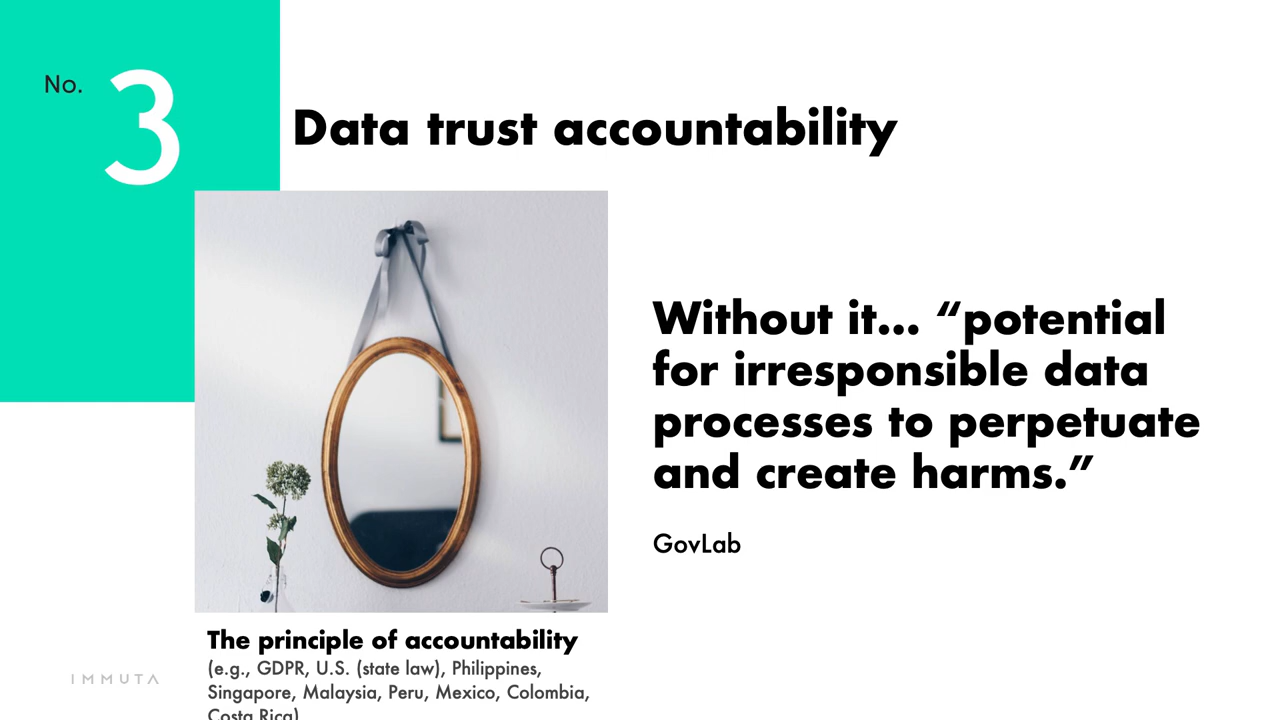 No. 3
Data trust accountability
Without it... “potential
for irresponsible data
processes to perpetuate
and create harms.”
GovLab
The principle of accountability
(e.g., GDPR, U.S. (state law), Philippines,
Singapore, Malaysia, Peru, Mexico, Colombia,
Costa Rica)
IMMUTA